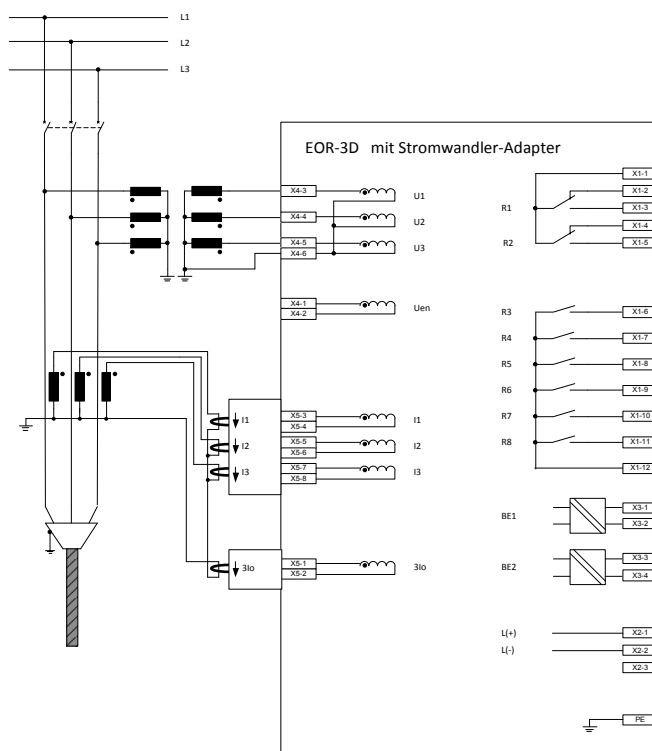 L1
L2
L3
EOR-3D mit Stromwandler-Adapter
X4-3
U1
X4-4
U2
X4-5
U3
X4-6
X4-1
Uen
X4-2
I1
X5-3
I1
X5-4
I2
X5-5
I2
X5-6
I3
X5-7
I3
X5-8
3Io
X5-1
3Io
X5-2
X1-1
X1-2
R1
X1-3
X1-4
R2
X1-5
R3
X1-6
R4
X1-7
R5
X1-8
R6
X1-9
R7
X1-10
R8
X1-11
X1-12
BE1
X3-1
X3-2
BE2
X3-3
X3-4
L(+)
X2-1
L(-)
X2-2
X2-3
PE